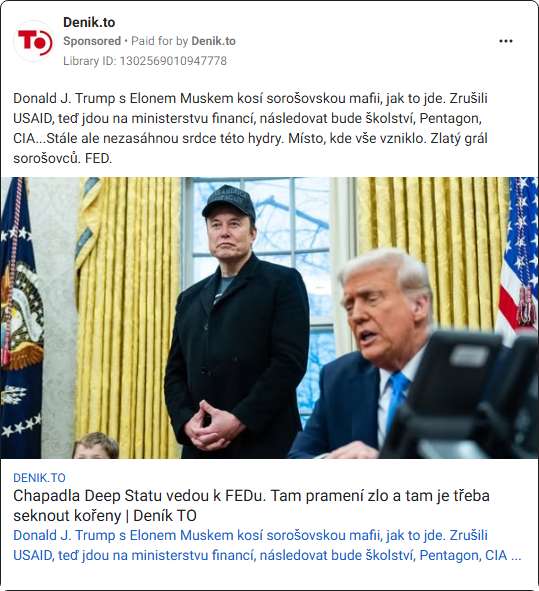 Denik.to
Sponsored • Paid for by Denik.to
Library ID: 1302569010947778
Donald J. Trump s Elonem Muskem kosí sorošovskou mafii, jak to jde. Zrušili
USAID, teď jdou na ministerstvu financí, následovat bude školství, Pentagon,
CIA...Stále ale nezasáhnou srdce této hydry. Místo, kde vše vzniklo. Zlatý grál
sorošovců. FED.
DENIK.TO
Chapadla Deep Statu vedou k FEDu. Tam pramení zlo a tam je třeba
seknout kořeny | Deník TO
Donald J. Trump s Elonem Muskem kosí sorošovskou mafii, jak to jde. Zrušili
USAID, teď jdou na ministerstvu financí, následovat bude školství, Pentagon, CIA ...